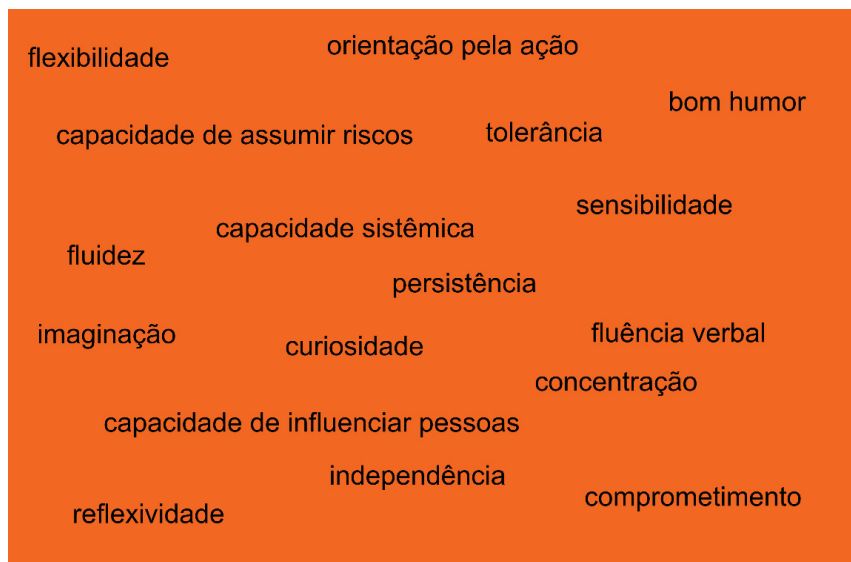 orientação pela ação
flexibilidade
bom humor
capacidade de assumir riscos
tolerância
sensibilidade
capacidade sistêmica
fluidez
persistência
imaginação
fluência verbal
curiosidade
concentração
capacidade de influenciar pessoas
independência
comprometimento
reflexividade